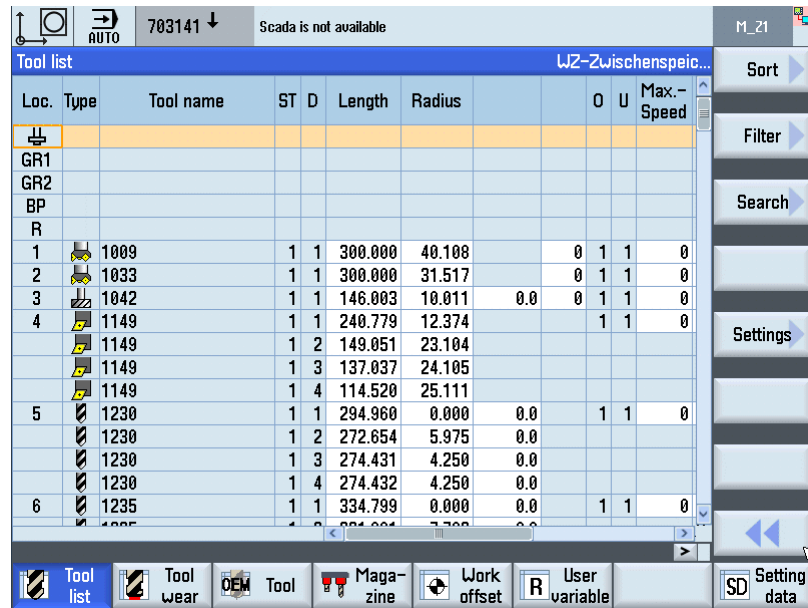 AUTO 703141 Scada is not available M_Z1
Tool list WZ-Zwischenspeic...
Loc. Type Tool name ST D Length Radius O U Max.-Speed
GR1
GR2
BP
R
1 1009 1 1 300.000 40.108 0 1 1 0
2 1033 1 1 300.000 31.517 0 1 1 0
3 1042 1 1 146.003 10.011 0.0 0 1 1 0
4 1149 1 1 240.779 12.374 1 1 0
1149 1 2 149.051 23.104
1149 1 3 137.037 24.105
1149 1 4 114.520 25.111
5 1230 1 1 294.960 0.000 0.0 1 1 0
1230 1 2 272.654 5.975 0.0
1230 1 3 274.431 4.250 0.0
1230 1 4 274.432 4.250 0.0
6 1235 1 1 334.799 0.000 0.0 1 1 0
Sort
Filter
Search
Settings
Tool list
Tool wear
OEM Tool
Maga-zine
Work offset
R User variable
SD Setting data